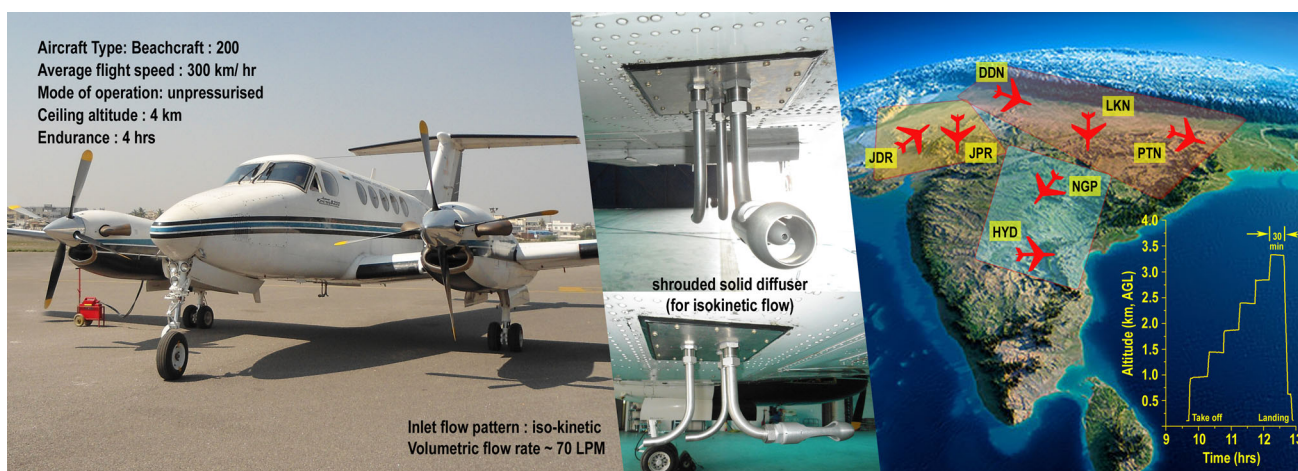 Aircraft Type: Beachcraft : 200
Average flight speed : 300 km/ hr
Mode of operation: unpressurised
Ceiling altitude : 4 km
Endurance : 4 hrs
Inlet flow pattern : iso-kinetic
Volumetric flow rate ~ 70 LPM
shrouded solid diffuser
(for isokinetic flow)
DDN
LKN
JDR
JPR
PTN
NGP
HYD
30
min
Altitude (km, AGL)
4.0
3.5
3.0
2.5
2.0
1.5
1.0
0.5
Take off
Landing
9 10 11 12 13
Time (hrs)